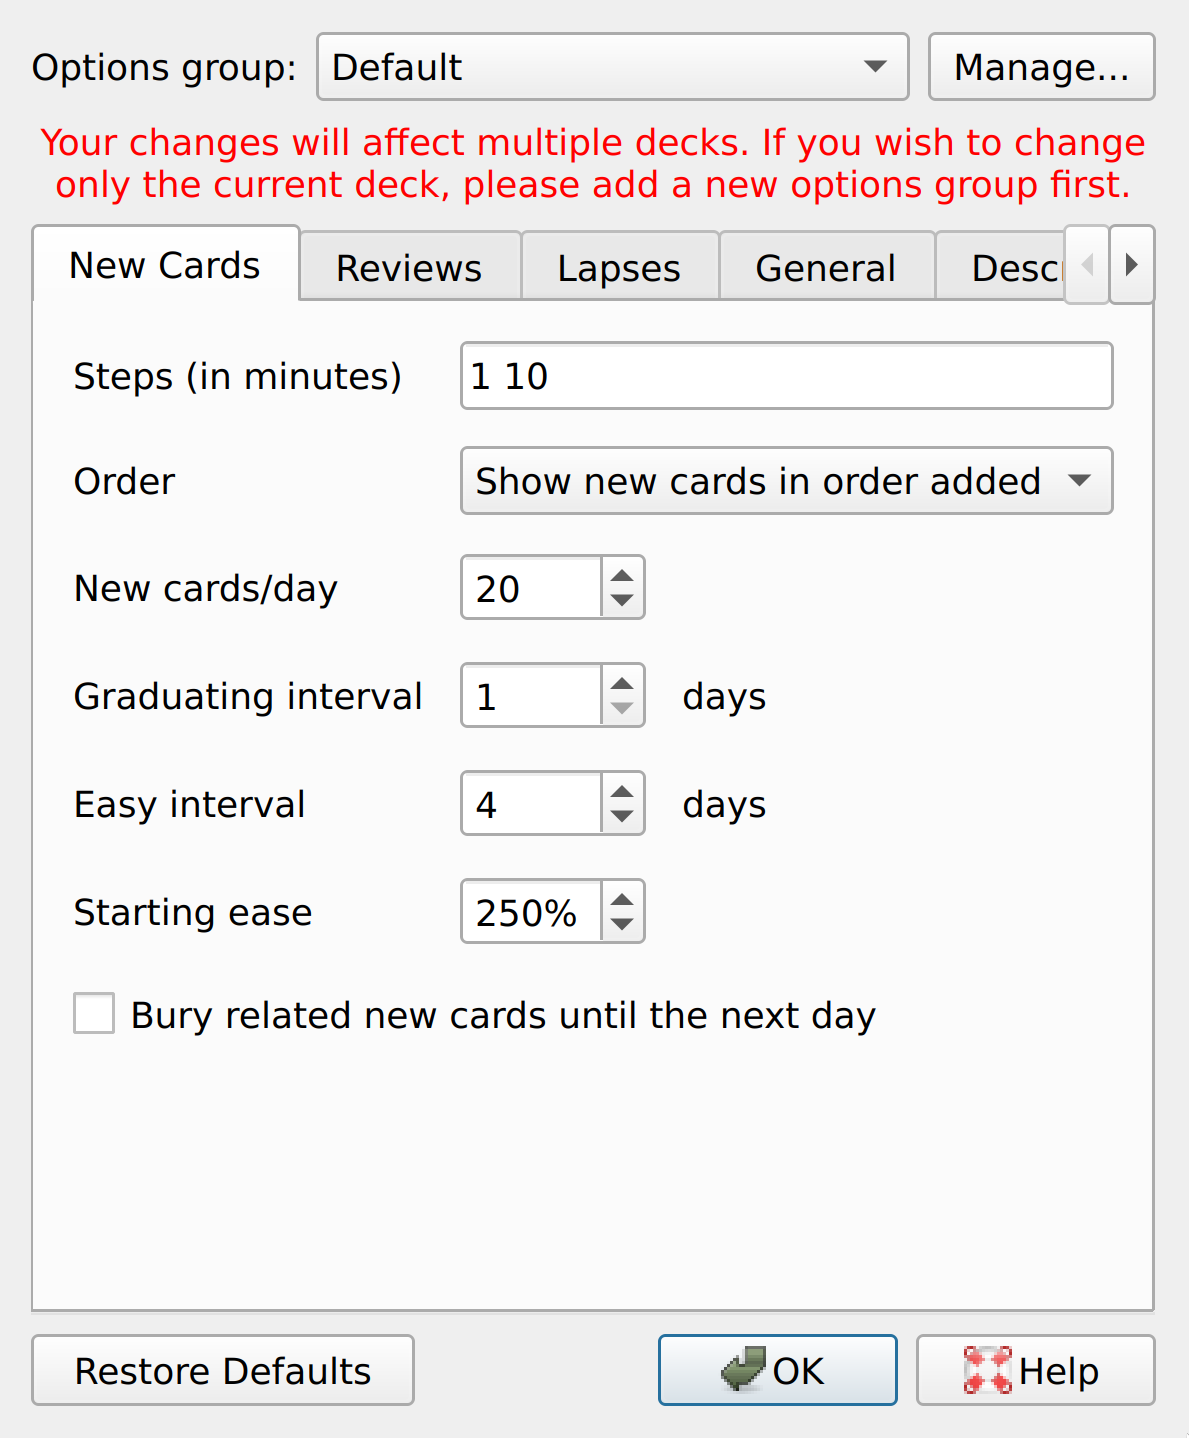 Options group: Default Manage...
Your changes will affect multiple decks. If you wish to change
only the current deck, please add a new options group first.
New Cards Reviews Lapses General
Steps (in minutes) 1 10
Order Show new cards in order added
New cards/day 20
Graduating interval 1 days
Easy interval 4 days
Starting ease 250%
Bury related new cards until the next day
Restore Defaults OK Help